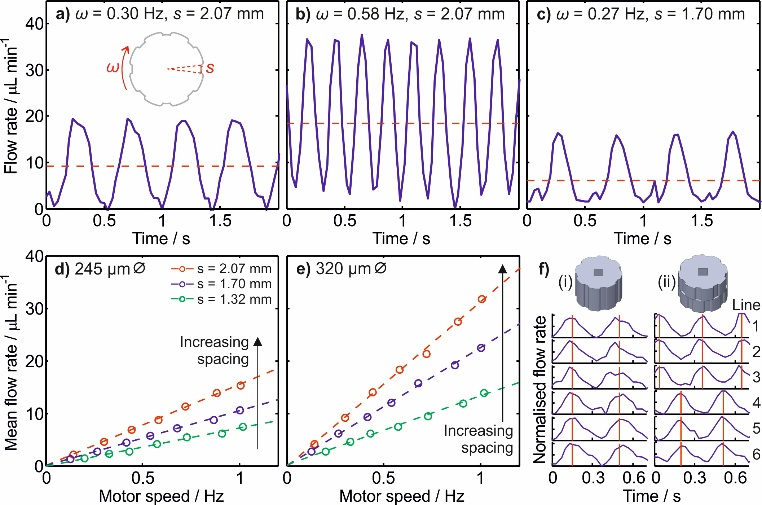 a) ω = 0.30 Hz, s = 2.07 mm
b) ω = 0.58 Hz, s = 2.07 mm
c) ω = 0.27 Hz, s = 1.70 mm
Flow rate / µL min⁻¹
40
30
20
10
0
ω
s
0 0.5 1 1.5
0 0.5 1 1.5
0 0.5 1 1.5
Time / s
Time / s
Time / s
d) 245 µm Ø
s = 2.07 mm
s = 1.70 mm
s = 1.32 mm
Increasing
spacing
e) 320 µm Ø
Increasing
spacing
Mean flow rate / µL min⁻¹
40
30
20
10
0
0 0.5 1
0 0.5 1
Motor speed / Hz
Motor speed / Hz
f)
(i)
(ii)
Line
1
2
3
4
5
6
Normalised flow rate
0 0.3 0.6
0 0.3 0.6
Time / s